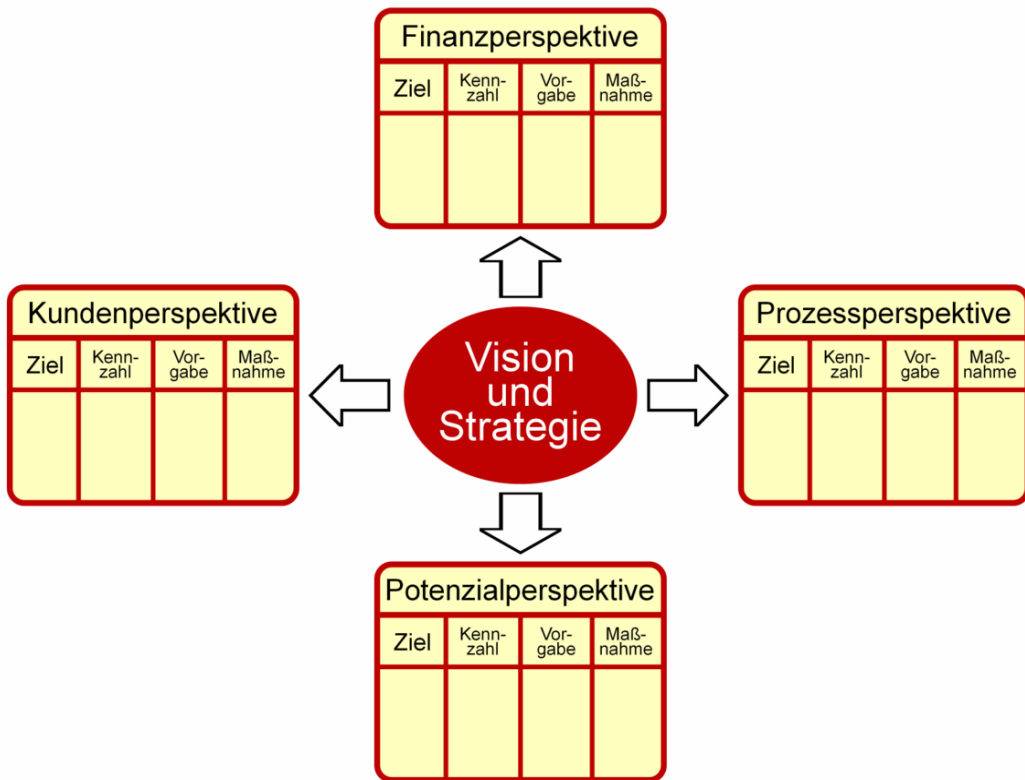 Finanzperspektive
Ziel
Kenn-
zahl
Vor-
gabe
Maß-
nahme
Kundenperspektive
Ziel
Kenn-
zahl
Vor-
gabe
Maß-
nahme
Vision
und
Strategie
Prozessperspektive
Ziel
Kenn-
zahl
Vor-
gabe
Maß-
nahme
Potenzialperspektive
Ziel
Kenn-
zahl
Vor-
gabe
Maß-
nahme